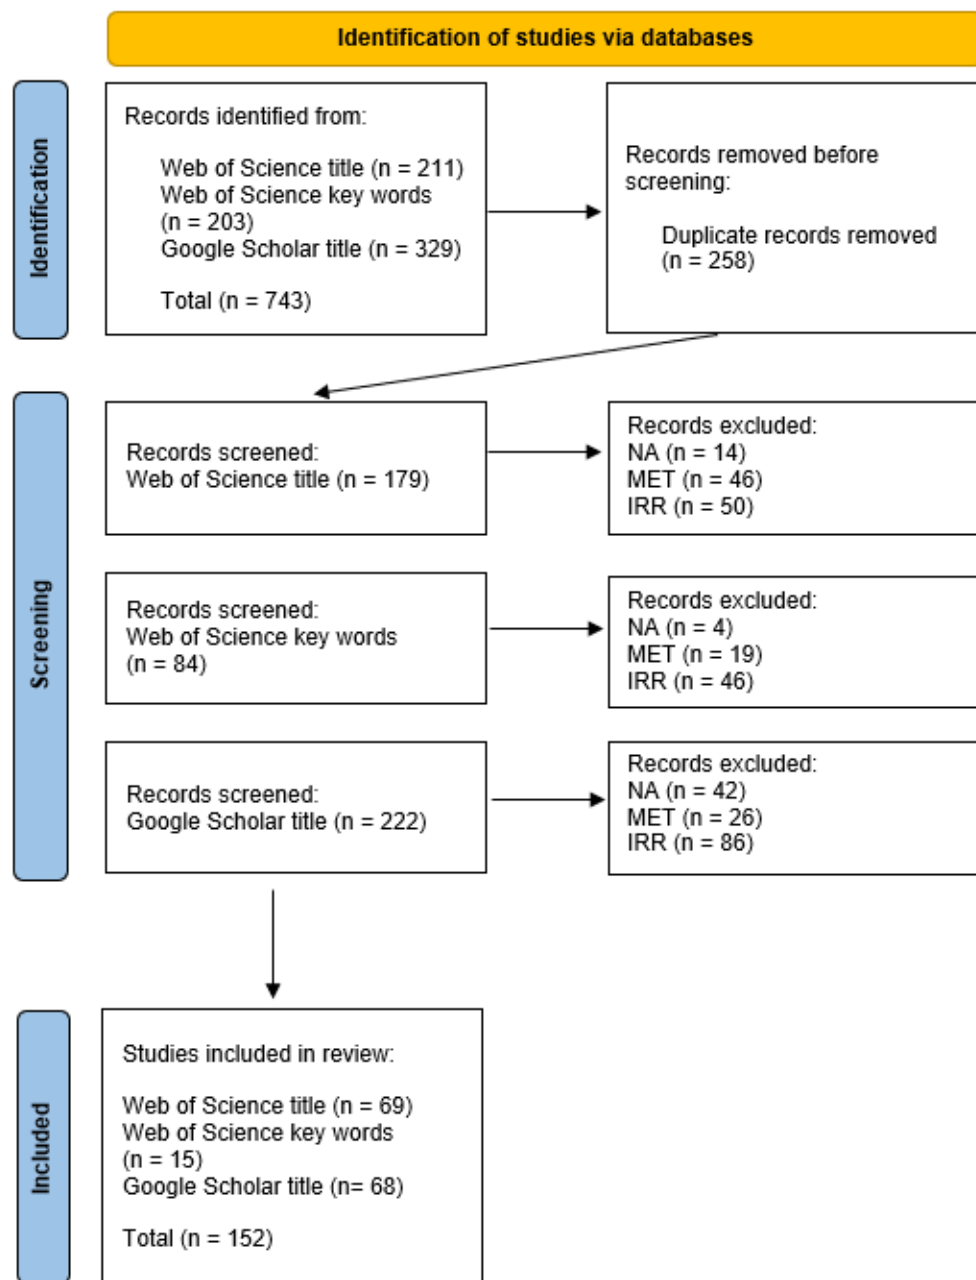 Identification of studies via databases
Identification
Records identified from:
Web of Science title (n = 211)
Web of Science key words
(n = 203)
Google Scholar title (n = 329)
Total (n = 743)
Records removed before
screening:
Duplicate records removed
(n = 258)
Screening
Records screened:
Web of Science title (n = 179)
Records excluded:
NA (n = 14)
MET (n = 46)
IRR (n = 50)
Records screened:
Web of Science key words
(n = 84)
Records excluded:
NA (n = 4)
MET (n = 19)
IRR (n = 46)
Records screened:
Google Scholar title (n = 222)
Records excluded:
NA (n = 42)
MET (n = 26)
IRR (n = 86)
Included
Studies included in review:
Web of Science title (n = 69)
Web of Science key words
(n = 15)
Google Scholar title (n= 68)
Total (n = 152)